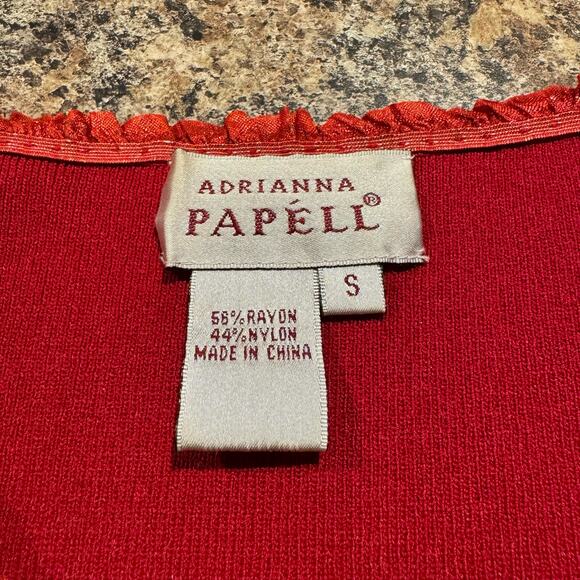 ADRIANNA
PAPÉLL®
S
56% RAYON
44% NYLON
MADE IN CHINA